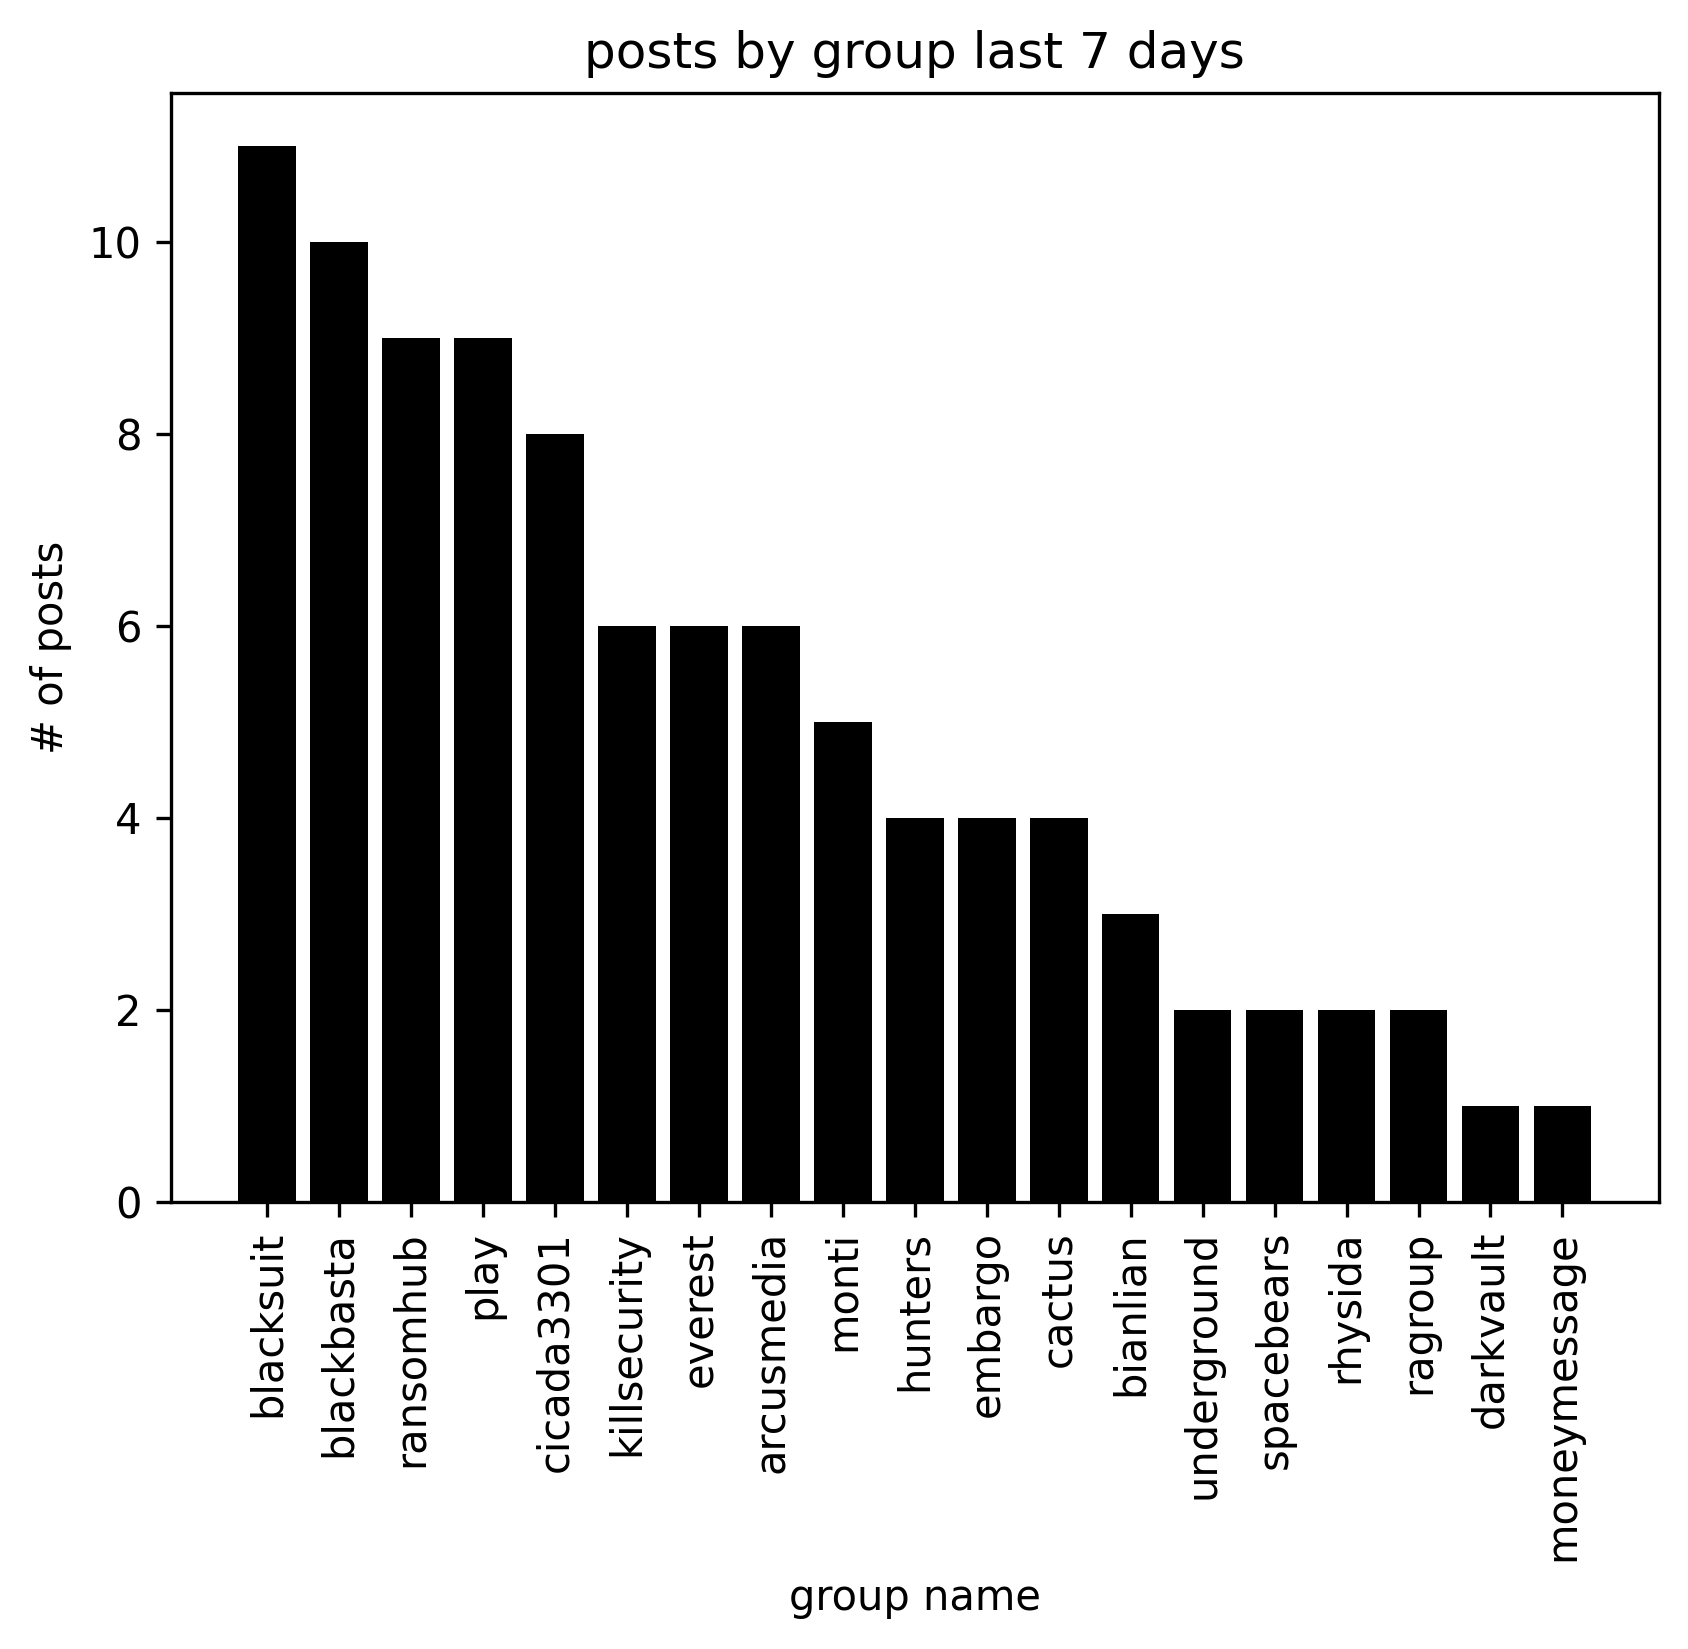 posts by group last 7 days
# of posts
10
8
6
4
2
0
blacksuit
blackbasta
ransomhub
play
cicada3301
killsecurity
everest
arcusmedia
monti
hunters
embargo
cactus
bianlian
underground
spacebears
rhysida
ragroup
darkvault
moneymessage
group name